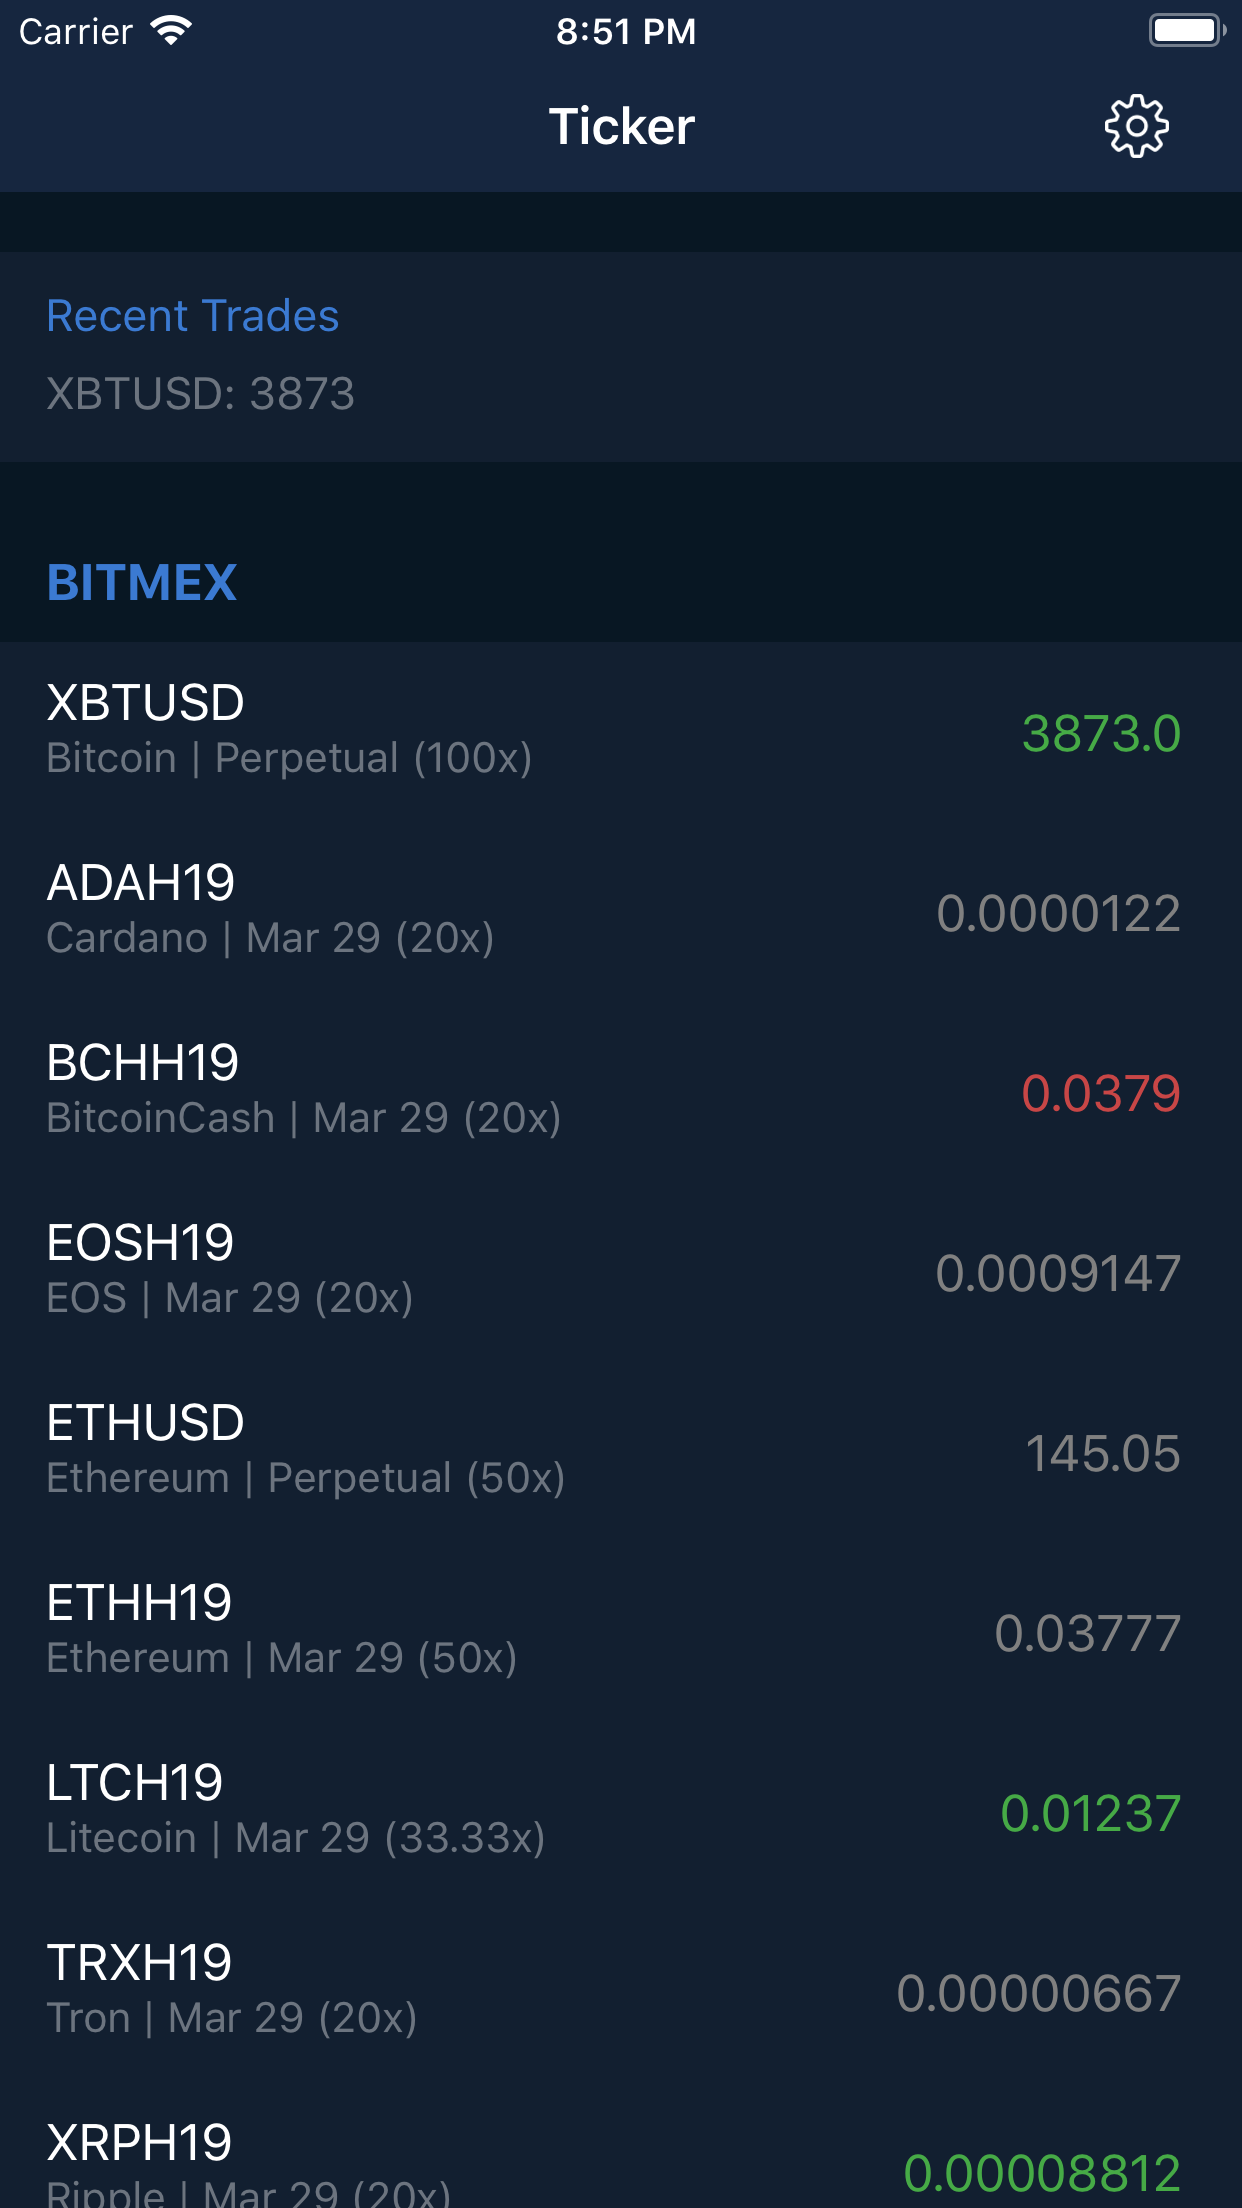 Carrier 8:51 PM
Ticker
Recent Trades
XBTUSD: 3873
BITMEX
XBTUSD
Bitcoin | Perpetual (100x)
3873.0
ADAH19
Cardano | Mar 29 (20x)
0.0000122
BCHH19
BitcoinCash | Mar 29 (20x)
0.0379
EOSH19
EOS | Mar 29 (20x)
0.0009147
ETHUSD
Ethereum | Perpetual (50x)
145.05
ETHH19
Ethereum | Mar 29 (50x)
0.03777
LTCH19
Litecoin | Mar 29 (33.33x)
0.01237
TRXH19
Tron | Mar 29 (20x)
0.00000667
XRPH19
Ripple | Mar 29 (20x)
0.00008812